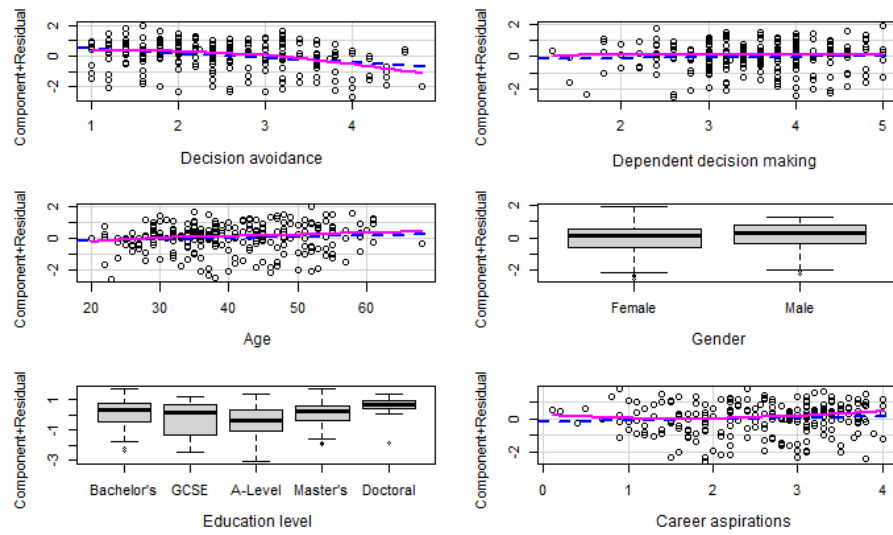 Component+Residual
2
0
-2
1
2
3
4
Decision avoidance
Component+Residual
2
0
-2
2
3
4
5
Dependent decision making
Component+Residual
2
0
-2
20
30
40
50
60
Age
Component+Residual
2
0
-2
Female
Male
Gender
Component+Residual
1
-1
-3
Bachelor's
GCSE
A-Level
Master's
Doctoral
Education level
Component+Residual
0
-2
0
1
2
3
4
Career aspirations